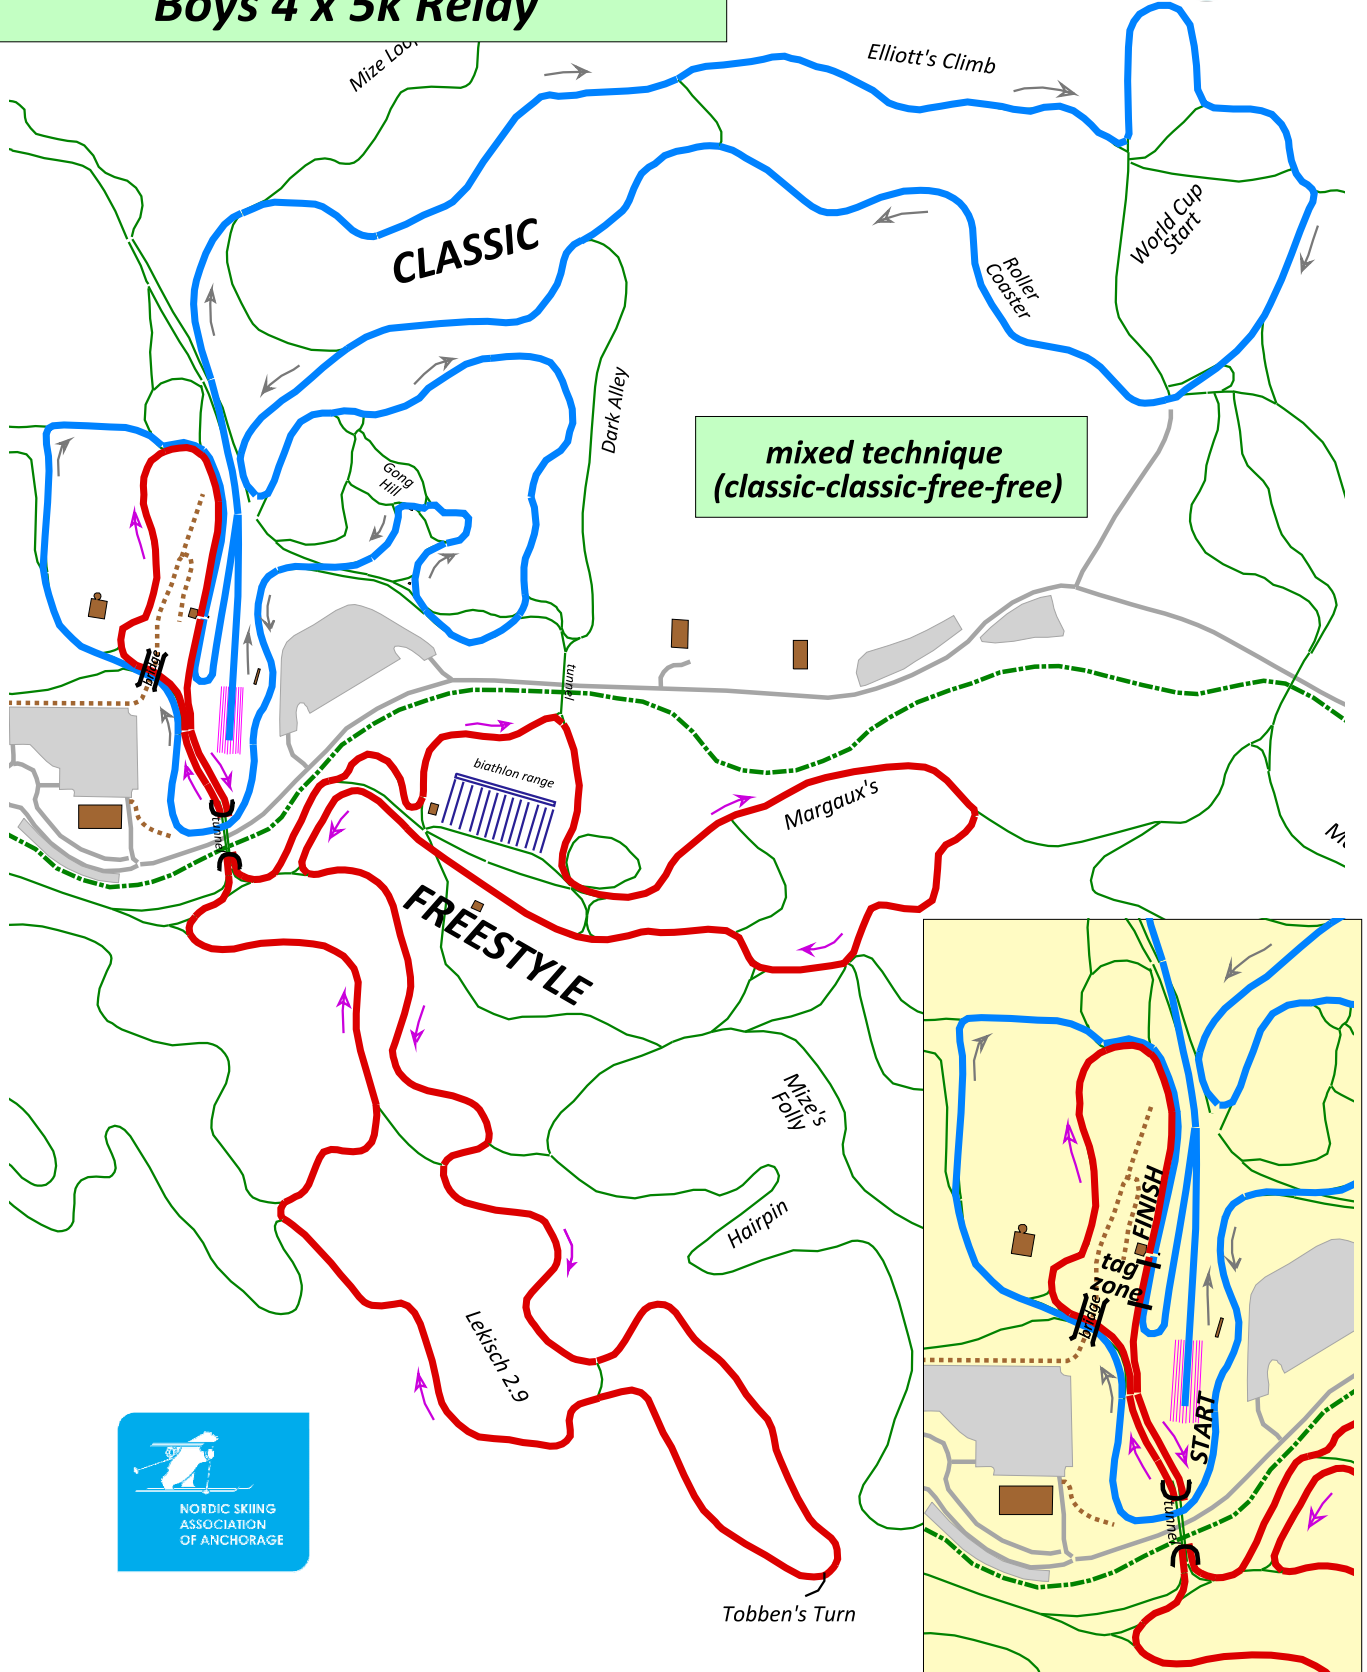 Boys 4 x 5k Relay
Mize Loop
Elliott's Climb
CLASSIC
World Cup
Start
Roller
Coaster
Dark Alley
mixed technique
(classic-classic-free-free)
Gong
Hill
bridge
tunnel
biathlon range
Margaux's
tunnel
FREESTYLE
Mize's
Folly
Hairpin
Lekisch 2.9
Tobben's Turn
NORDIC SKIING
ASSOCIATION
OF ANCHORAGE
FINISH
tag
zone
bridge
START
tunnel